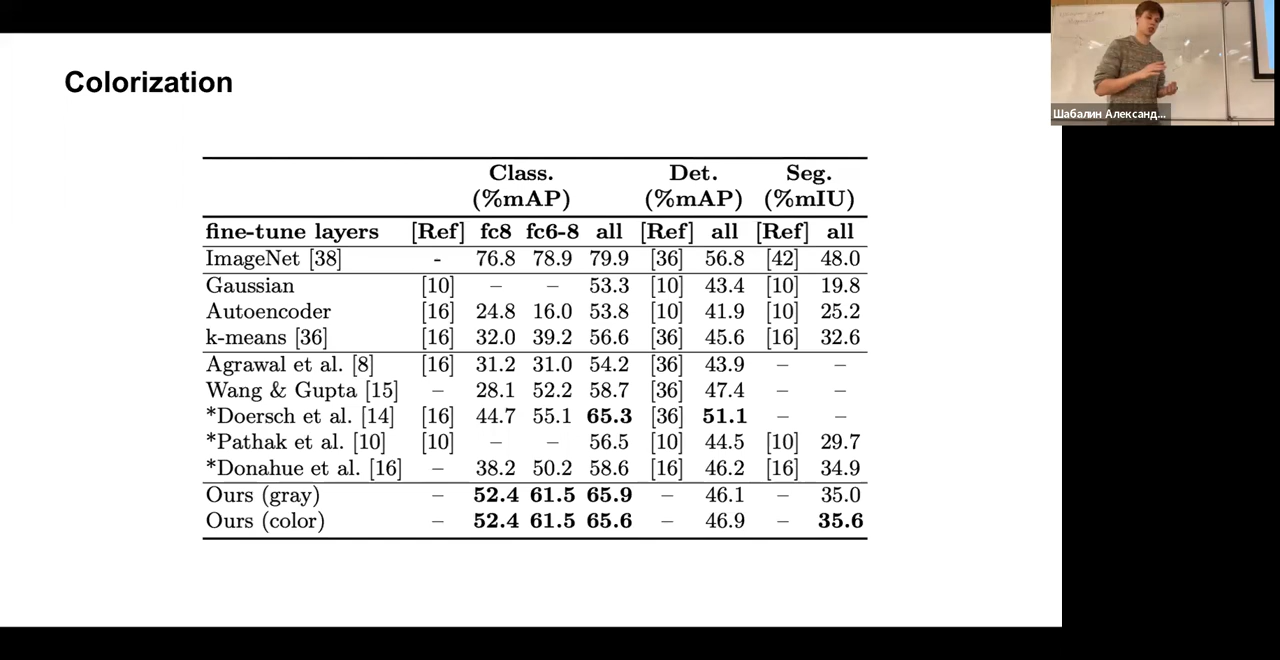 Colorization
Шабалин Александ...
Class. Det. Seg.
(%mAP) (%mAP) (%mIU)
fine-tune layers [Ref] fc8 fc6-8 all [Ref] all [Ref] all
ImageNet [38] - 76.8 78.9 79.9 [36] 56.8 [42] 48.0
Gaussian [10] – – 53.3 [10] 43.4 [10] 19.8
Autoencoder [16] 24.8 16.0 53.8 [10] 41.9 [10] 25.2
k-means [36] [16] 32.0 39.2 56.6 [36] 45.6 [16] 32.6
Agrawal et al. [8] [16] 31.2 31.0 54.2 [36] 43.9 – –
Wang & Gupta [15] – 28.1 52.2 58.7 [36] 47.4 – –
*Doersch et al. [14] [16] 44.7 55.1 65.3 [36] 51.1 – –
*Pathak et al. [10] [10] – – 56.5 [10] 44.5 [10] 29.7
*Donahue et al. [16] – 38.2 50.2 58.6 [16] 46.2 [16] 34.9
Ours (gray) – 52.4 61.5 65.9 – 46.1 – 35.0
Ours (color) – 52.4 61.5 65.6 – 46.9 – 35.6